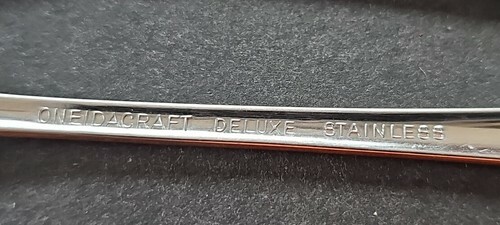 ONEIDACRAFT DELUXE STAINLESS